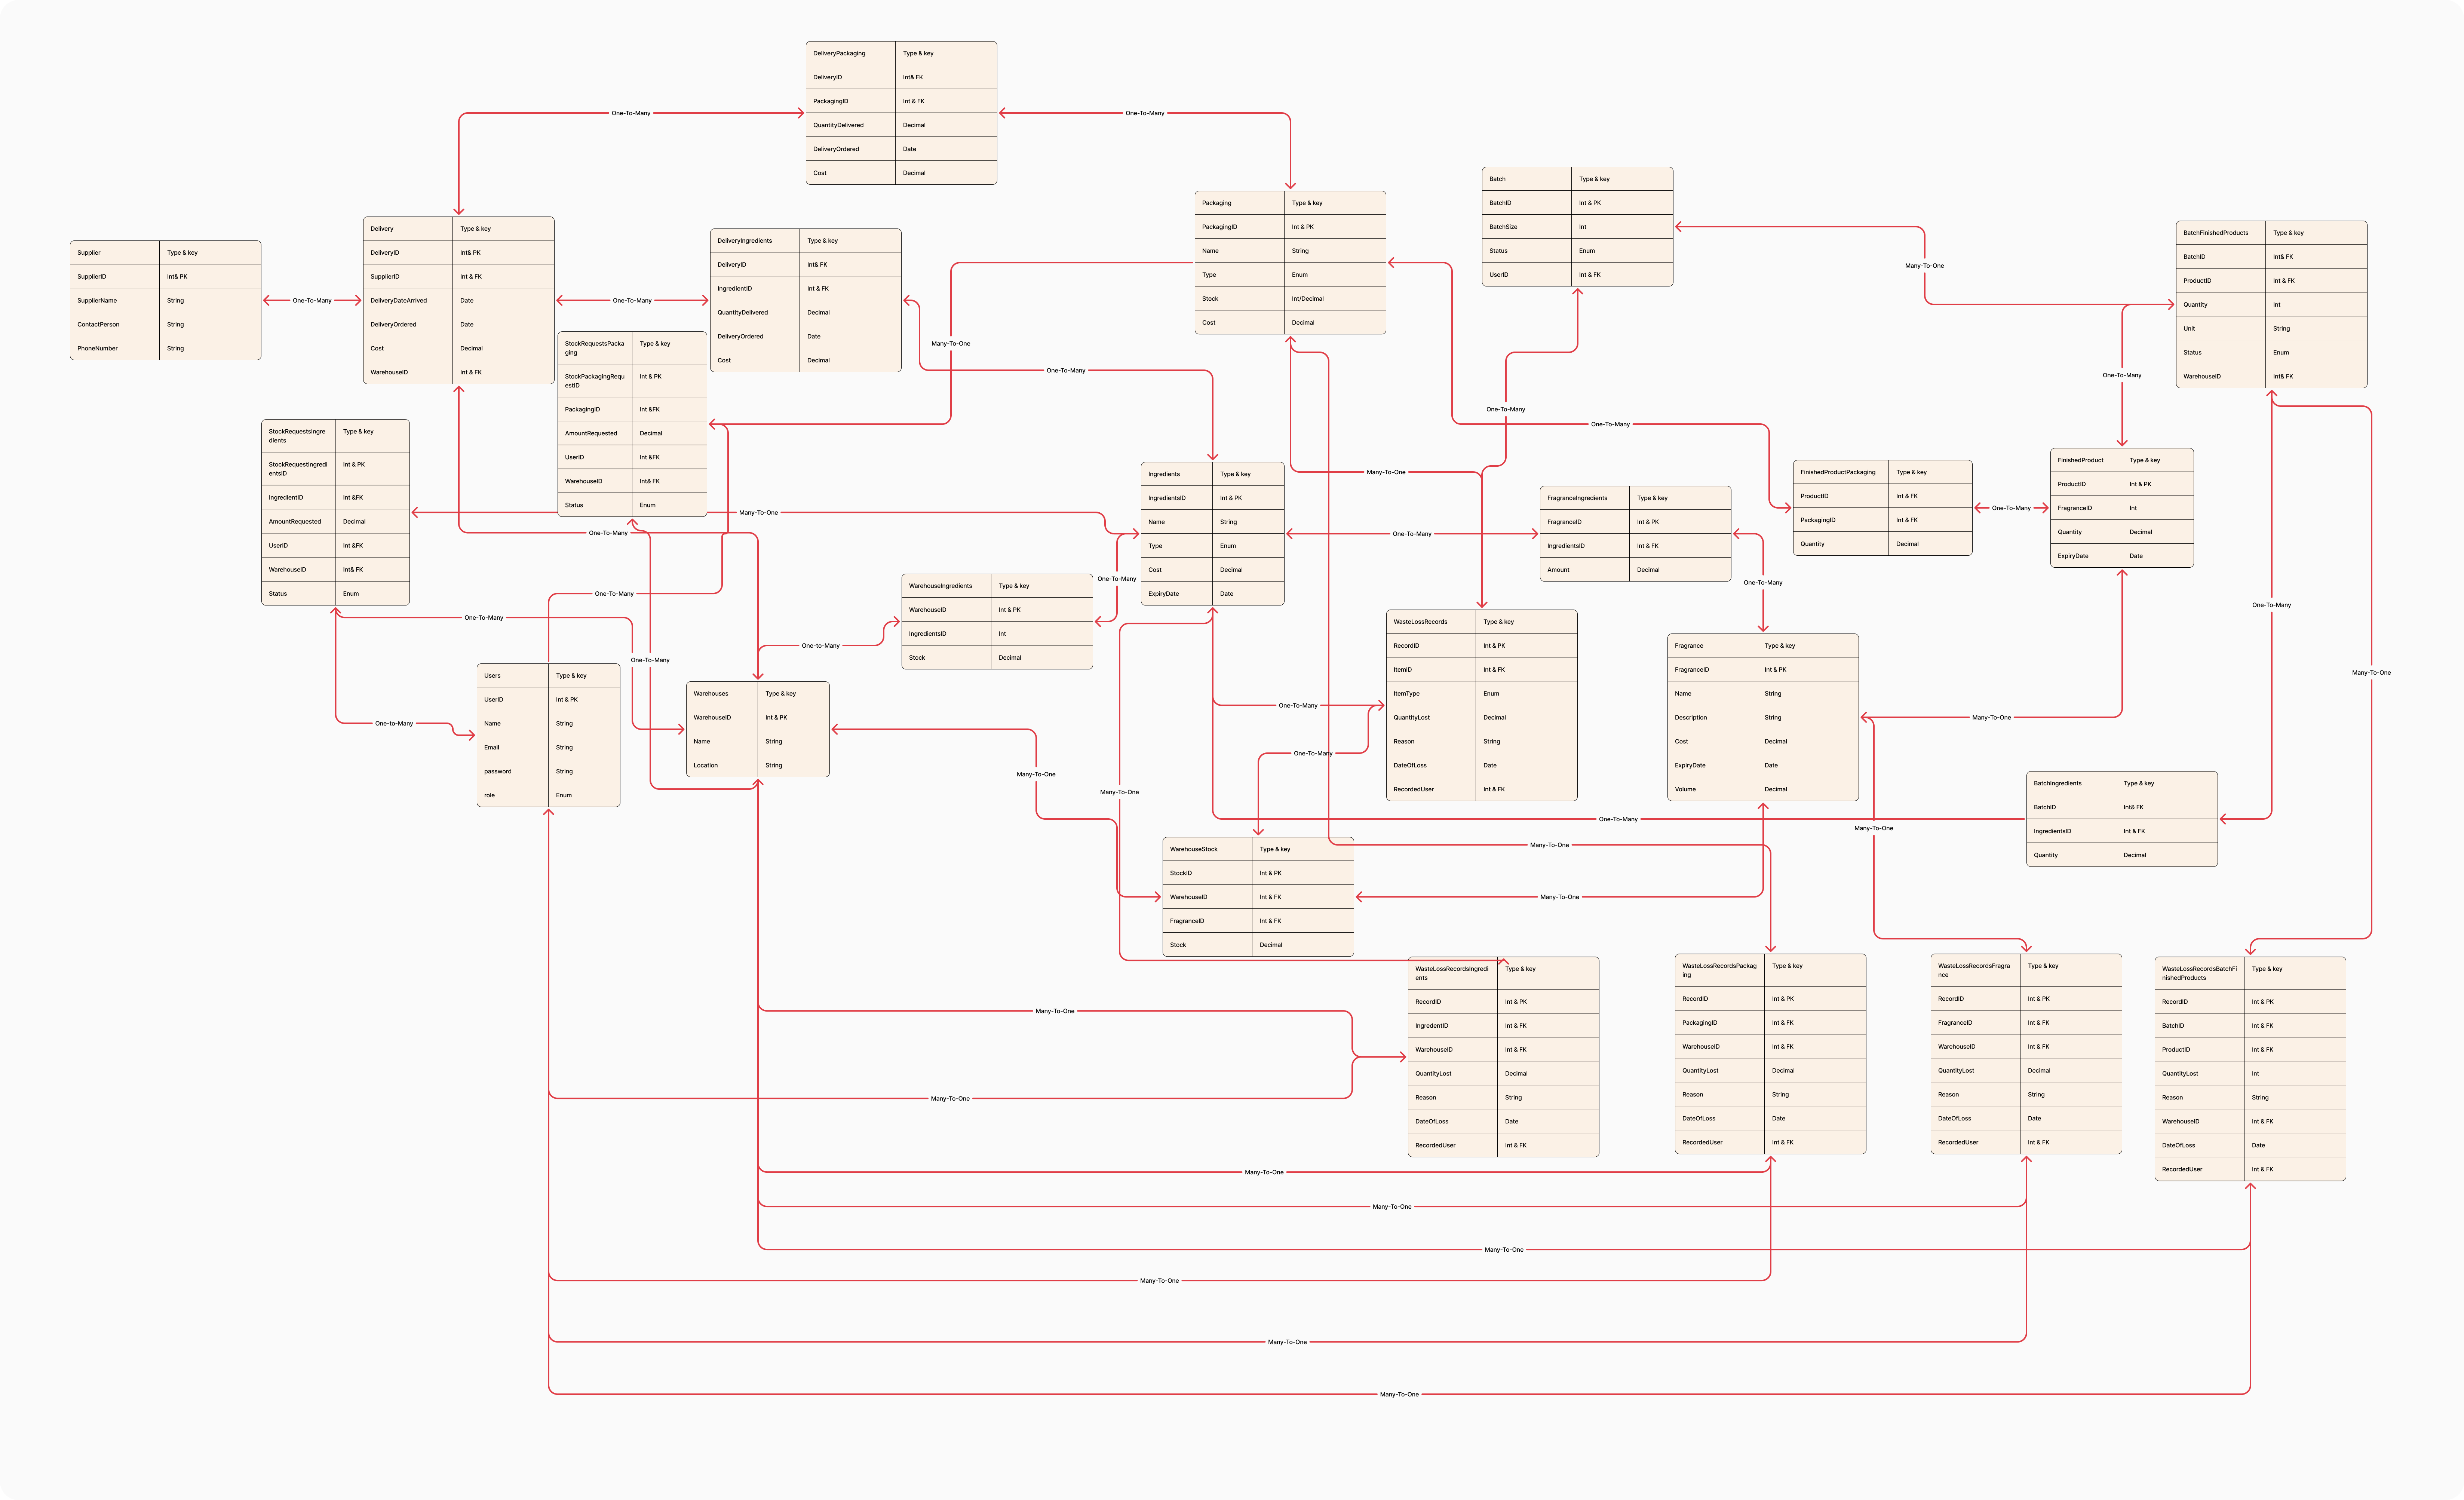 DeliveryPackaging Type & key
DeliveryID Int& FK
PackagingID Int & FK
QuantityDelivered Decimal
DeliveryOrdered Date
Cost Decimal
One-To-Many
One-To-Many
Batch Type & key
BatchID Int & PK
BatchSize Int
Status Enum
UserID Int & FK
Packaging Type & key
PackagingID Int & PK
Name String
Type Enum
Stock Int/Decimal
Cost Decimal
Delivery Type & key
DeliveryID Int& PK
SupplierID Int & FK
DeliveryDateArrived Date
DeliveryOrdered Date
Cost Decimal
WarehouseID Int & FK
BatchFinishedProducts Type & key
BatchID Int& FK
ProductID Int & FK
Quantity Int
Unit String
Status Enum
WarehouseID Int& FK
DeliveryIngredients Type & key
DeliveryID Int& FK
IngredientID Int & FK
QuantityDelivered Decimal
DeliveryOrdered Date
Cost Decimal
Supplier Type & key
SupplierID Int& PK
SupplierName String
ContactPerson String
PhoneNumber String
Many-To-One
One-To-Many
One-To-Many
StockRequestsPacka
ging Type & key
StockPackagingRequ
estID Int & PK
PackagingID Int &FK
AmountRequested Decimal
UserID Int &FK
WarehouseID Int& FK
Status Enum
Many-To-One
One-To-Many
One-To-Many
One-To-Many
One-To-Many
StockRequestsIngre
dients Type & key
StockRequestIngredi
entsID Int & PK
IngredientID Int &FK
AmountRequested Decimal
UserID Int &FK
WarehouseID Int& FK
Status Enum
FinishedProduct Type & key
ProductID Int & PK
FragranceID Int
Quantity Decimal
ExpiryDate Date
FinishedProductPackaging Type & key
ProductID Int & FK
PackagingID Int & FK
Quantity Decimal
Ingredients Type & key
IngredientsID Int & PK
Name String
Type Enum
Cost Decimal
ExpiryDate Date
Many-To-One
FragranceIngredients Type & key
FragranceID Int & PK
IngredientsID Int & FK
Amount Decimal
One-To-Many
Many-To-One
One-To-Many
One-To-Many
WarehouseIngredients Type & key
WarehouseID Int & PK
IngredientsID Int
Stock Decimal
One-To-Many
One-To-Many
One-To-Many
One-To-Many
WasteLossRecords Type & key
RecordID Int & PK
ItemID Int & FK
ItemType Enum
QuantityLost Decimal
Reason String
DateOfLoss Date
RecordedUser Int & FK
One-To-Many
Fragrance Type & key
FragranceID Int & PK
Name String
Description String
Cost Decimal
ExpiryDate Date
Volume Decimal
One-to-Many
One-To-Many
Users Type & key
UserID Int & PK
Name String
Email String
password String
role Enum
Many-To-One
Warehouses Type & key
WarehouseID Int & PK
Name String
Location String
One-To-Many
Many-To-One
One-to-Many
One-To-Many
Many-To-One
BatchIngredients Type & key
BatchID Int& FK
IngredientsID Int & FK
Quantity Decimal
Many-To-One
One-To-Many
Many-To-One
WarehouseStock Type & key
StockID Int & PK
WarehouseID Int & FK
FragranceID Int & FK
Stock Decimal
Many-To-One
Many-To-One
WasteLossRecordsIngredi
ents Type & key
RecordID Int & PK
IngredentID Int & FK
WarehouseID Int & FK
QuantityLost Decimal
Reason String
DateOfLoss Date
RecordedUser Int & FK
WasteLossRecordsPackag
ing Type & key
RecordID Int & PK
PackagingID Int & FK
WarehouseID Int & FK
QuantityLost Decimal
Reason String
DateOfLoss Date
RecordedUser Int & FK
WasteLossRecordsFragra
nce Type & key
RecordID Int & PK
FragranceID Int & FK
WarehouseID Int & FK
QuantityLost Decimal
Reason String
DateOfLoss Date
RecordedUser Int & FK
WasteLossRecordsBatchFi
nishedProducts Type & key
RecordID Int & PK
BatchID Int & FK
ProductID Int & FK
QuantityLost Int
Reason String
WarehouseID Int & FK
DateOfLoss Date
RecordedUser Int & FK
Many-To-One
Many-To-One
Many-To-One
Many-To-One
Many-To-One
Many-To-One
Many-To-One
Many-To-One